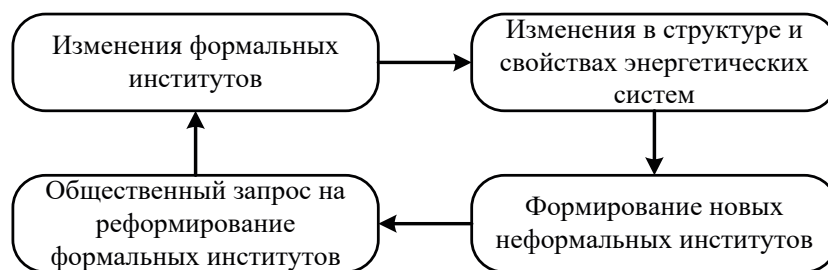 Изменения формальных
институтов
Изменения в структуре и
свойствах энергетических
систем
Общественный запрос на
реформирование
формальных институтов
Формирование новых
неформальных институтов